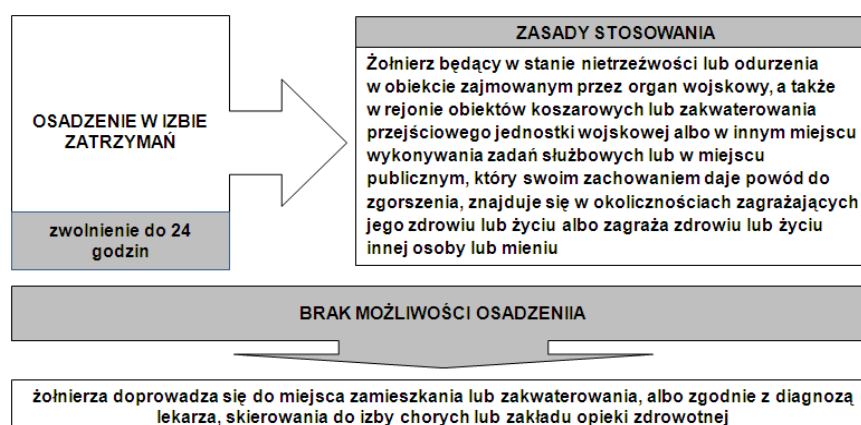 OSADZENIE W IZBIE
ZATRZYMAŃ
zwolnienie do 24
godzin
ZASADY STOSOWANIA
Żołnierz będący w stanie nietrzeźwości lub odurzenia
w obiekcie zajmowanym przez organ wojskowy, a także
w rejonie obiektów koszarowych lub zakwaterowania
przejściowego jednostki wojskowej albo w innym miejscu
wykonywania zadań służbowych lub w miejscu
publicznym, który swoim zachowaniem daje powód do
zgorszenia, znajduje się w okolicznościach zagrażających
jego zdrowiu lub życiu albo zagraża zdrowiu lub życiu
innej osoby lub mieniu
BRAK MOŻLIWOŚCI OSADZENIIA
żołnierza doprowadza się do miejsca zamieszkania lub zakwaterowania, albo zgodnie z diagnozą
lekarza, skierowania do izby chorych lub zakładu opieki zdrowotnej